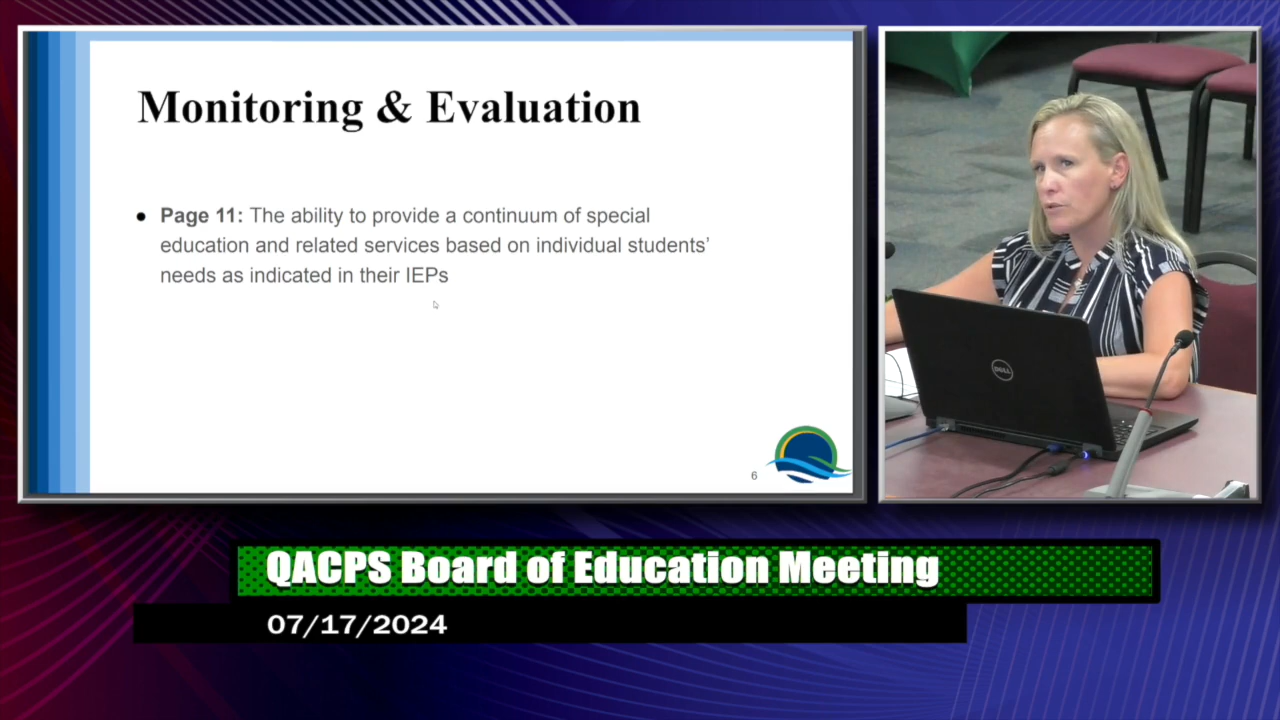 Monitoring & Evaluation
● Page 11: The ability to provide a continuum of special
education and related services based on individual students’
needs as indicated in their IEPs
6
DELL
QACPS Board of Education Meeting
07/17/2024